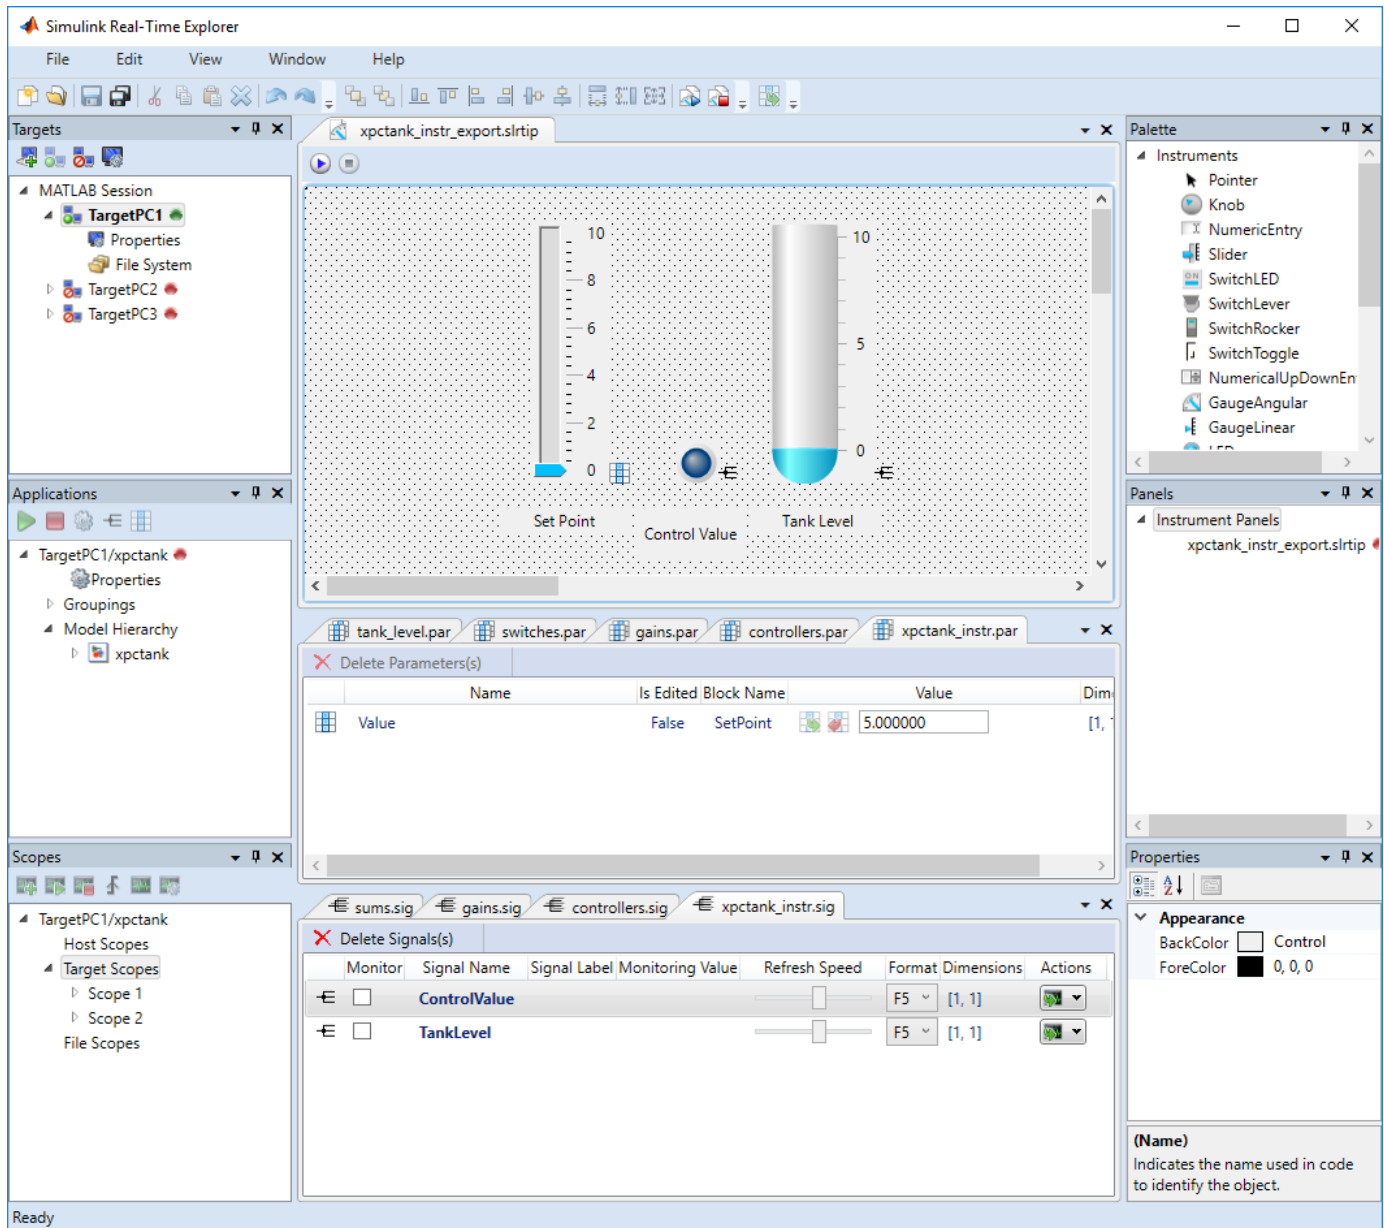 Simulink Real-Time Explorer
File Edit View Window Help
Targets
MATLAB Session
TargetPC1
Properties
File System
TargetPC2
TargetPC3
Applications
TargetPC1/xpctank
Properties
Groupings
Model Hierarchy
xpctank
Scopes
TargetPC1/xpctank
Host Scopes
Target Scopes
Scope 1
Scope 2
File Scopes
xpctank_instr_export.slrtip
10
8
6
4
2
0
Set Point
Control Value
10
5
0
Tank Level
tank_level.par switches.par gains.par controllers.par xpctank_instr.par
Delete Parameters(s)
Name Is Edited Block Name Value
Value False SetPoint 5.000000
sums.sig gains.sig controllers.sig xpctank_instr.sig
Delete Signals(s)
Monitor Signal Name Signal Label Monitoring Value Refresh Speed Format Dimensions Actions
ControlValue F5 [1, 1]
TankLevel F5 [1, 1]
Palette
Instruments
Pointer
Knob
NumericEntry
Slider
SwitchLED
SwitchLever
SwitchRocker
SwitchToggle
NumericalUpDownEn
GaugeAngular
GaugeLinear
Panels
Instrument Panels
xpctank_instr_export.slrtip
Properties
Appearance
BackColor Control
ForeColor 0, 0, 0
(Name)
Indicates the name used in code
to identify the object.
Ready